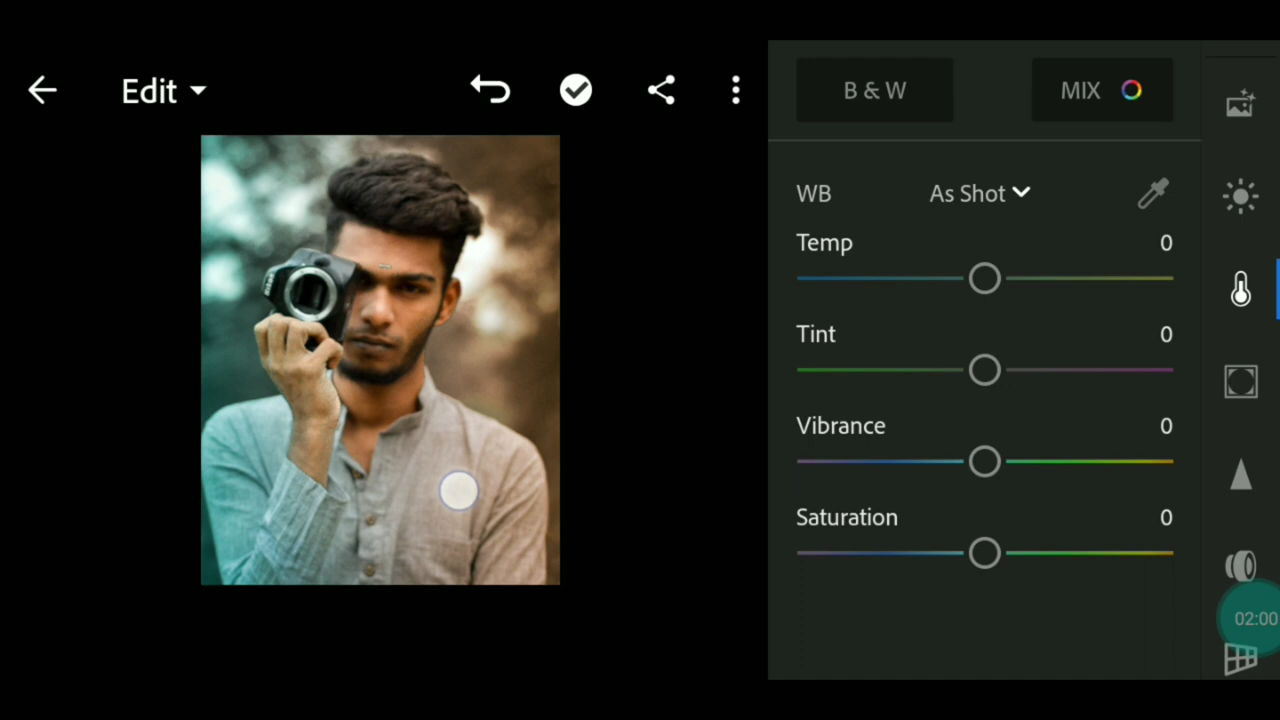 Edit
B & W
MIX
WB
As Shot
Temp
0
Tint
0
Vibrance
0
Saturation
0
02:00